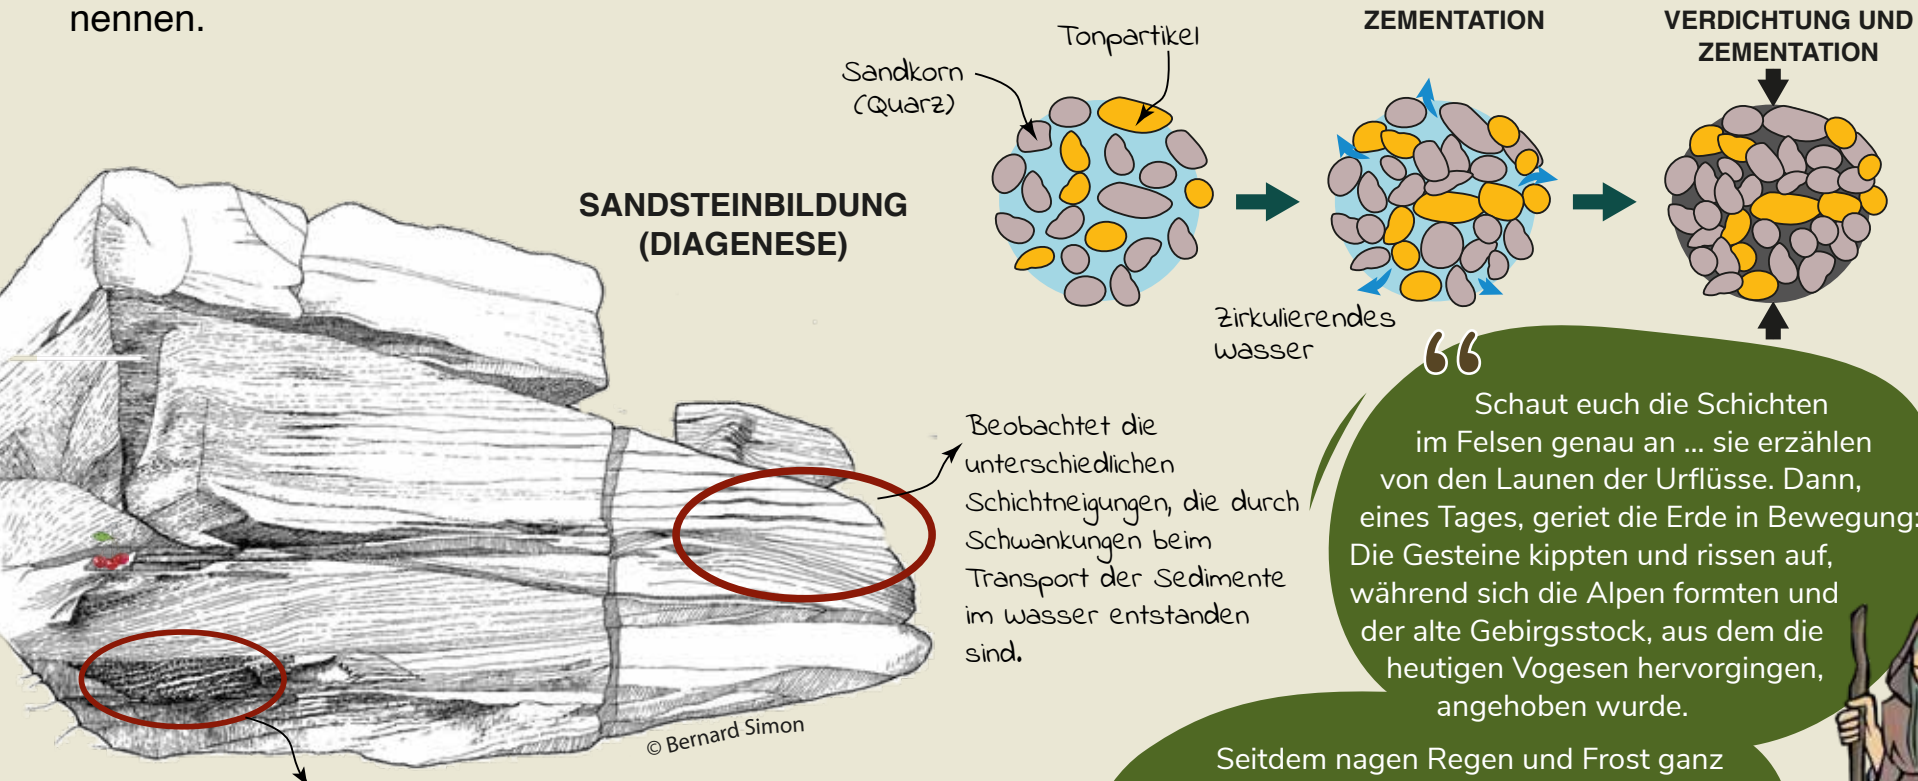 nennen.
Tonpartikel
Sandkorn
(Quarz)
ZEMENTATION
VERDICHTUNG UND
ZEMENTATION
SANDSTEINBILDUNG
(DIAGENESE)
Zirkulierendes
Wasser
Beobachtet die
unterschiedlichen
Schichtneigungen, die durch
Schwankungen beim
Transport der Sedimente
im Wasser entstanden
sind.
© Bernard Simon
“
Schaut euch die Schichten
im Felsen genau an ... sie erzählen
von den Launen der Urflüsse. Dann,
eines Tages, geriet die Erde in Bewegung:
Die Gesteine kippten und rissen auf,
während sich die Alpen formten und
der alte Gebirgsstock, aus dem die
heutigen Vogesen hervorgingen,
angehoben wurde.
Seitdem nagen Regen und Frost ganz